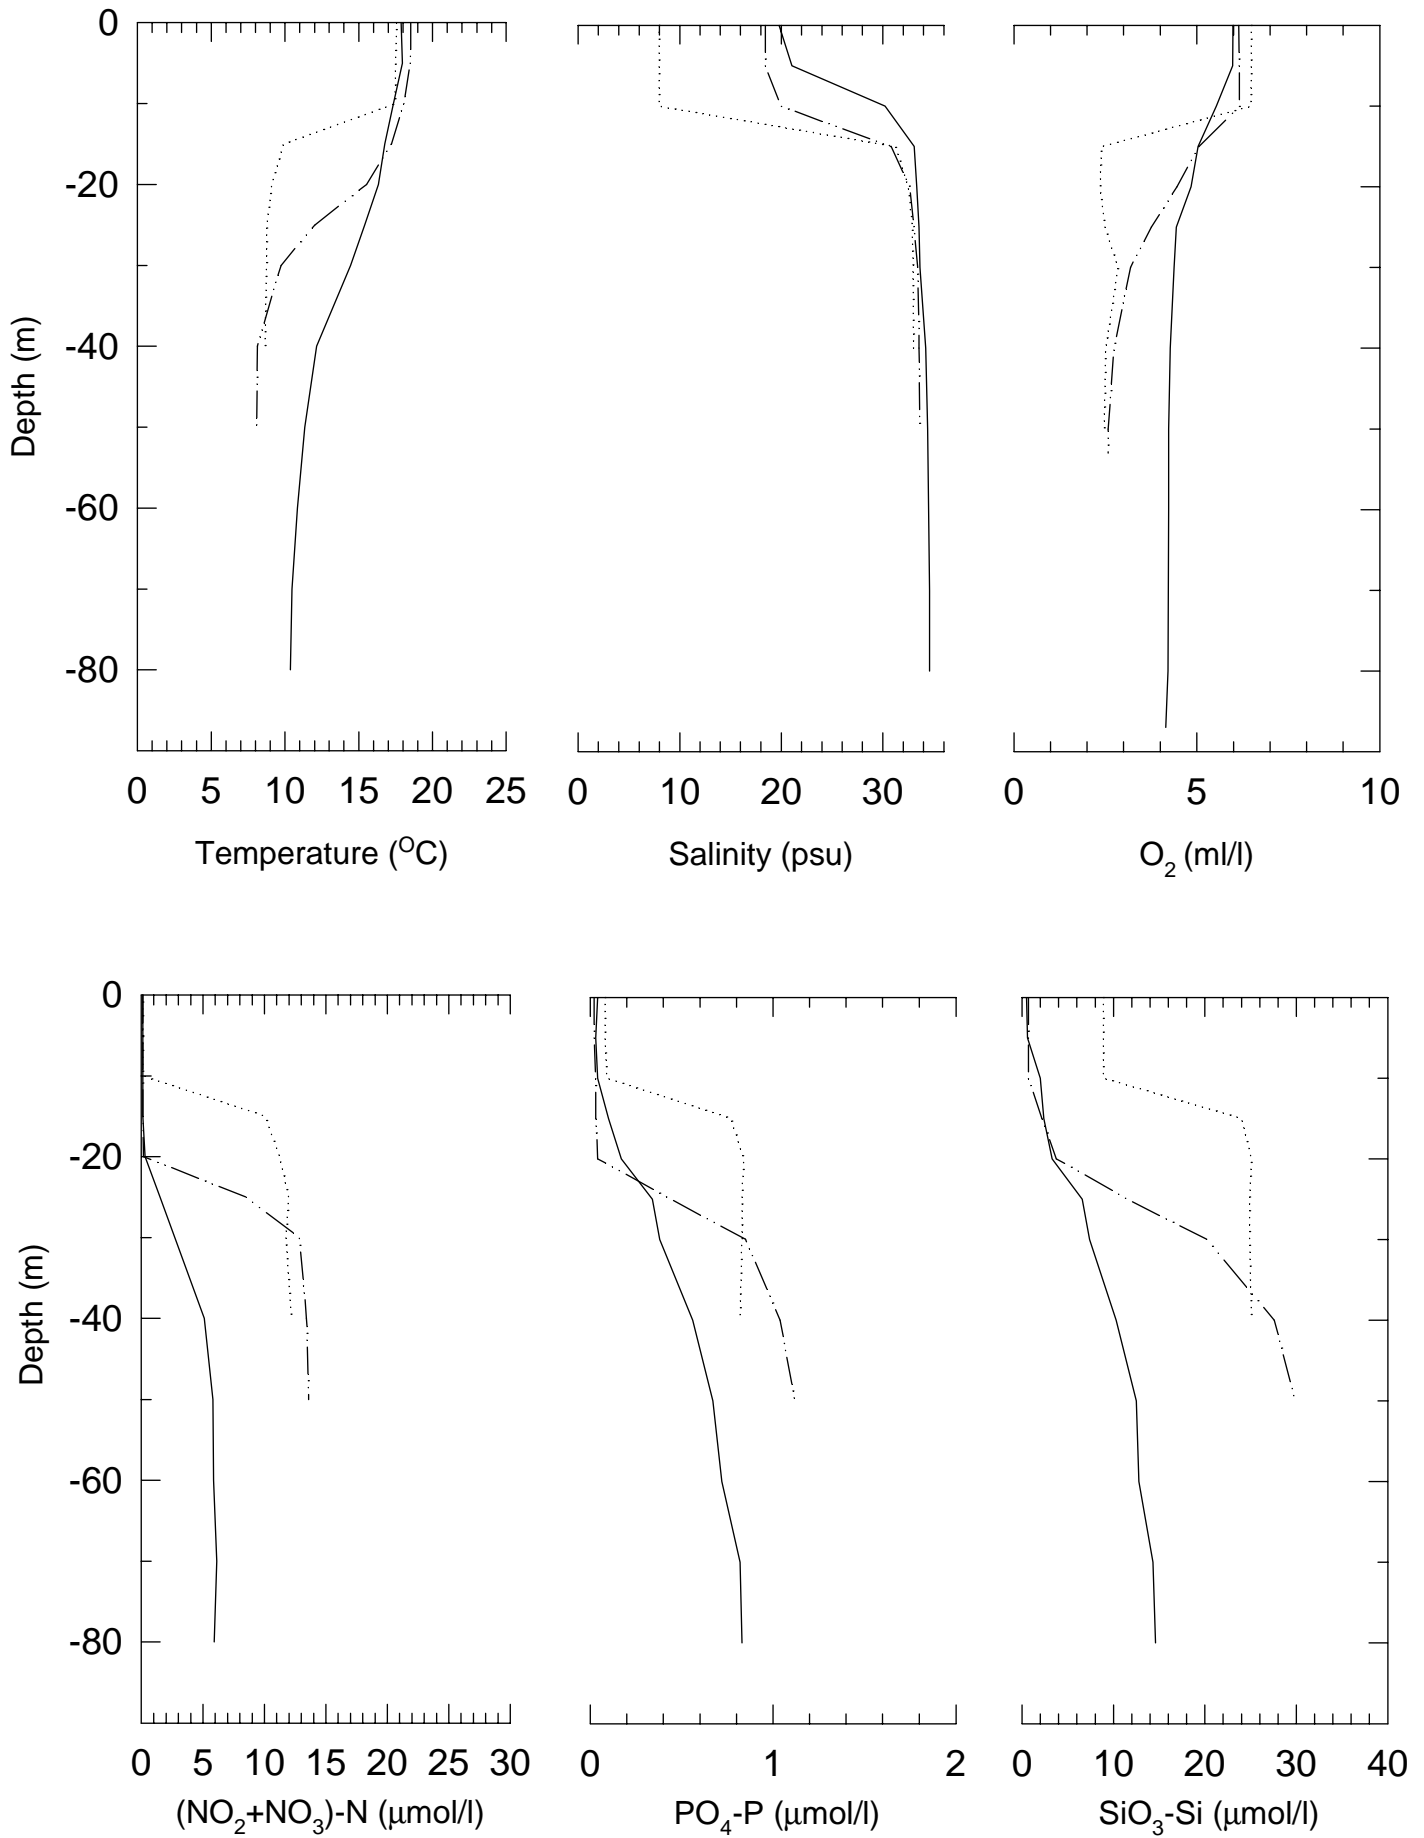 0
-20
-40
-60
-80
Depth (m)
0 5 10 15 20 25
0 10 20 30
0 5 10
Temperature (OC)
Salinity (psu)
O2 (ml/l)
0
-20
-40
-60
-80
Depth (m)
0 5 10 15 20 25 30
0 1 2
0 10 20 30 40
(NO2+NO3)-N (μmol/l)
PO4-P (μmol/l)
SiO3-Si (μmol/l)